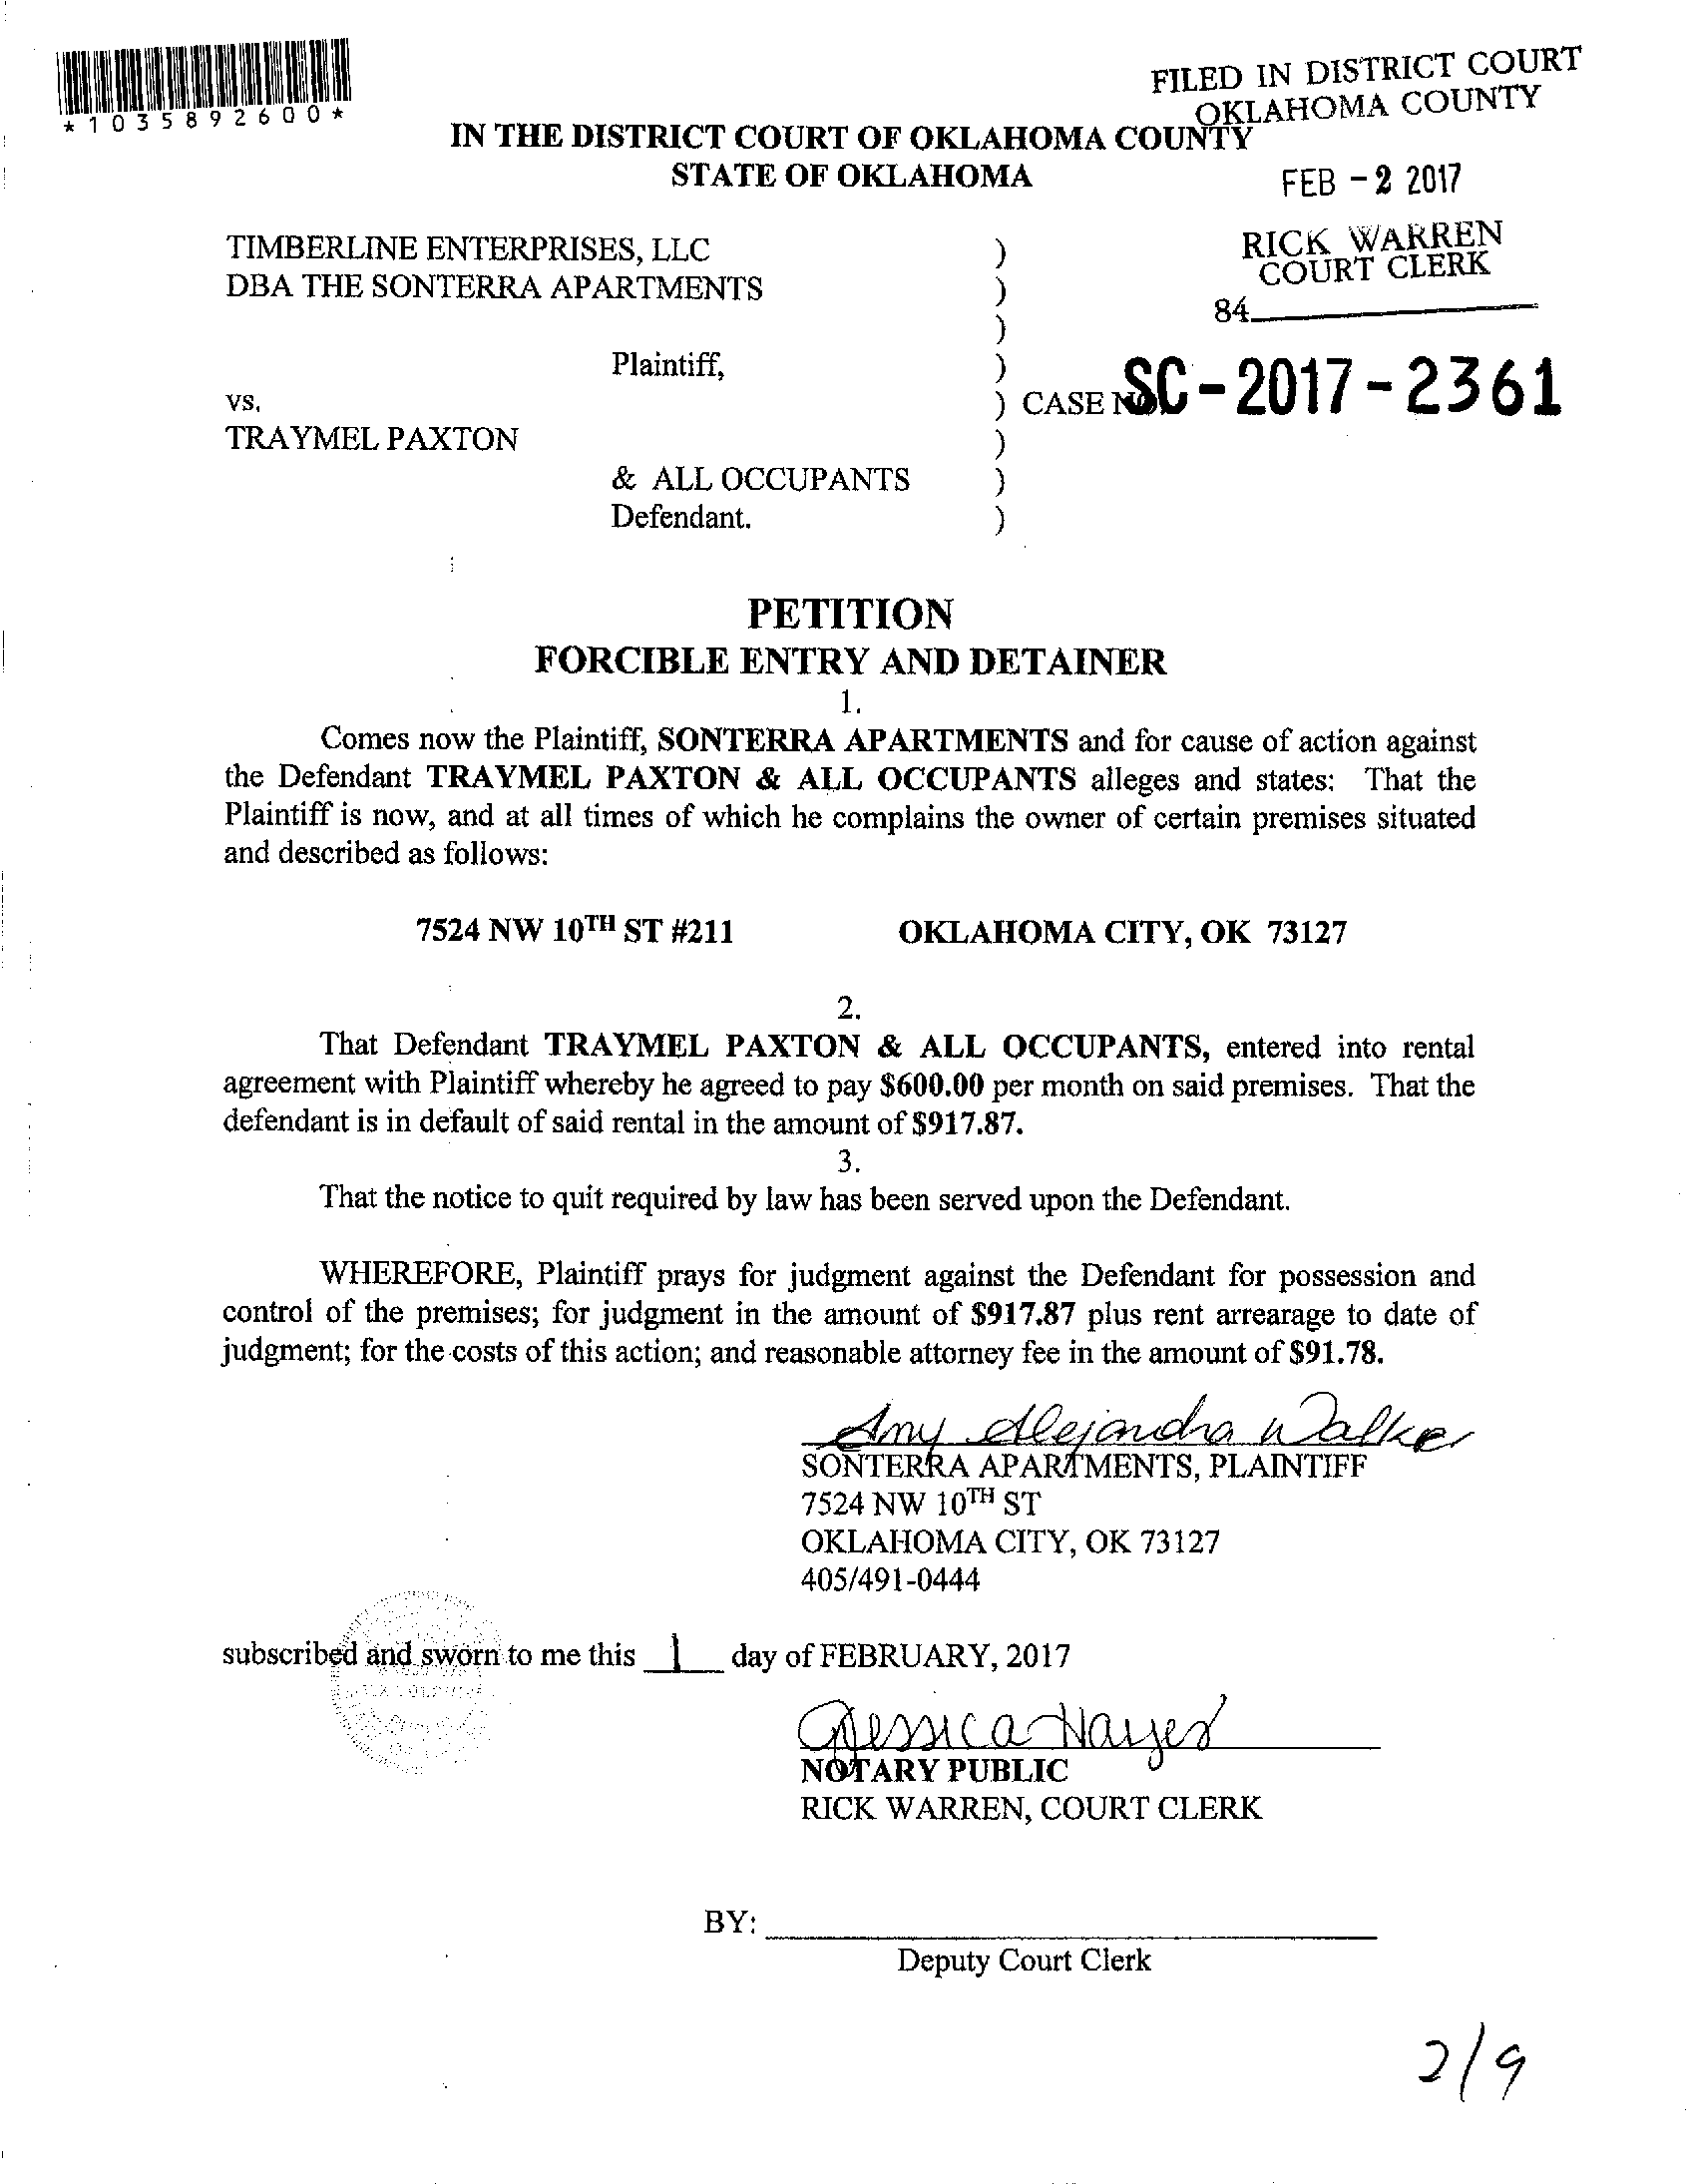 *1035892600*
FILED IN DISTRICT COURT
OKLAHOMA COUNTY
IN THE DISTRICT COURT OF OKLAHOMA COUNTY
STATE OF OKLAHOMA
FEB - 2 2017
TIMBERLINE ENTERPRISES, LLC )
DBA THE SONTERRA APARTMENTS )
RICK WARREN
COURT CLERK
84
)
Plaintiff, )
vs. ) CASE NO. SC-2017-2361
TRAYMEL PAXTON )
& ALL OCCUPANTS )
Defendant. )
PETITION
FORCIBLE ENTRY AND DETAINER
1.
Comes now the Plaintiff, SONTERRA APARTMENTS and for cause of action against
the Defendant TRAYMEL PAXTON & ALL OCCUPANTS alleges and states: That the
Plaintiff is now, and at all times of which he complains the owner of certain premises situated
and described as follows:
7524 NW 10TH ST #211 OKLAHOMA CITY, OK 73127
2.
That Defendant TRAYMEL PAXTON & ALL OCCUPANTS, entered into rental
agreement with Plaintiff whereby he agreed to pay $600.00 per month on said premises. That the
defendant is in default of said rental in the amount of $917.87.
3.
That the notice to quit required by law has been served upon the Defendant.
WHEREFORE, Plaintiff prays for judgment against the Defendant for possession and
control of the premises; for judgment in the amount of $917.87 plus rent arrearage to date of
judgment; for the costs of this action; and reasonable attorney fee in the amount of $91.78.
Amy Alejandra Walker
SONTERRA APARTMENTS, PLAINTIFF
7524 NW 10TH ST
OKLAHOMA CITY, OK 73127
405/491-0444
subscribed and sworn to me this 1 day of FEBRUARY, 2017
Jessica Hayes
NOTARY PUBLIC
RICK WARREN, COURT CLERK
BY:
Deputy Court Clerk
2/9